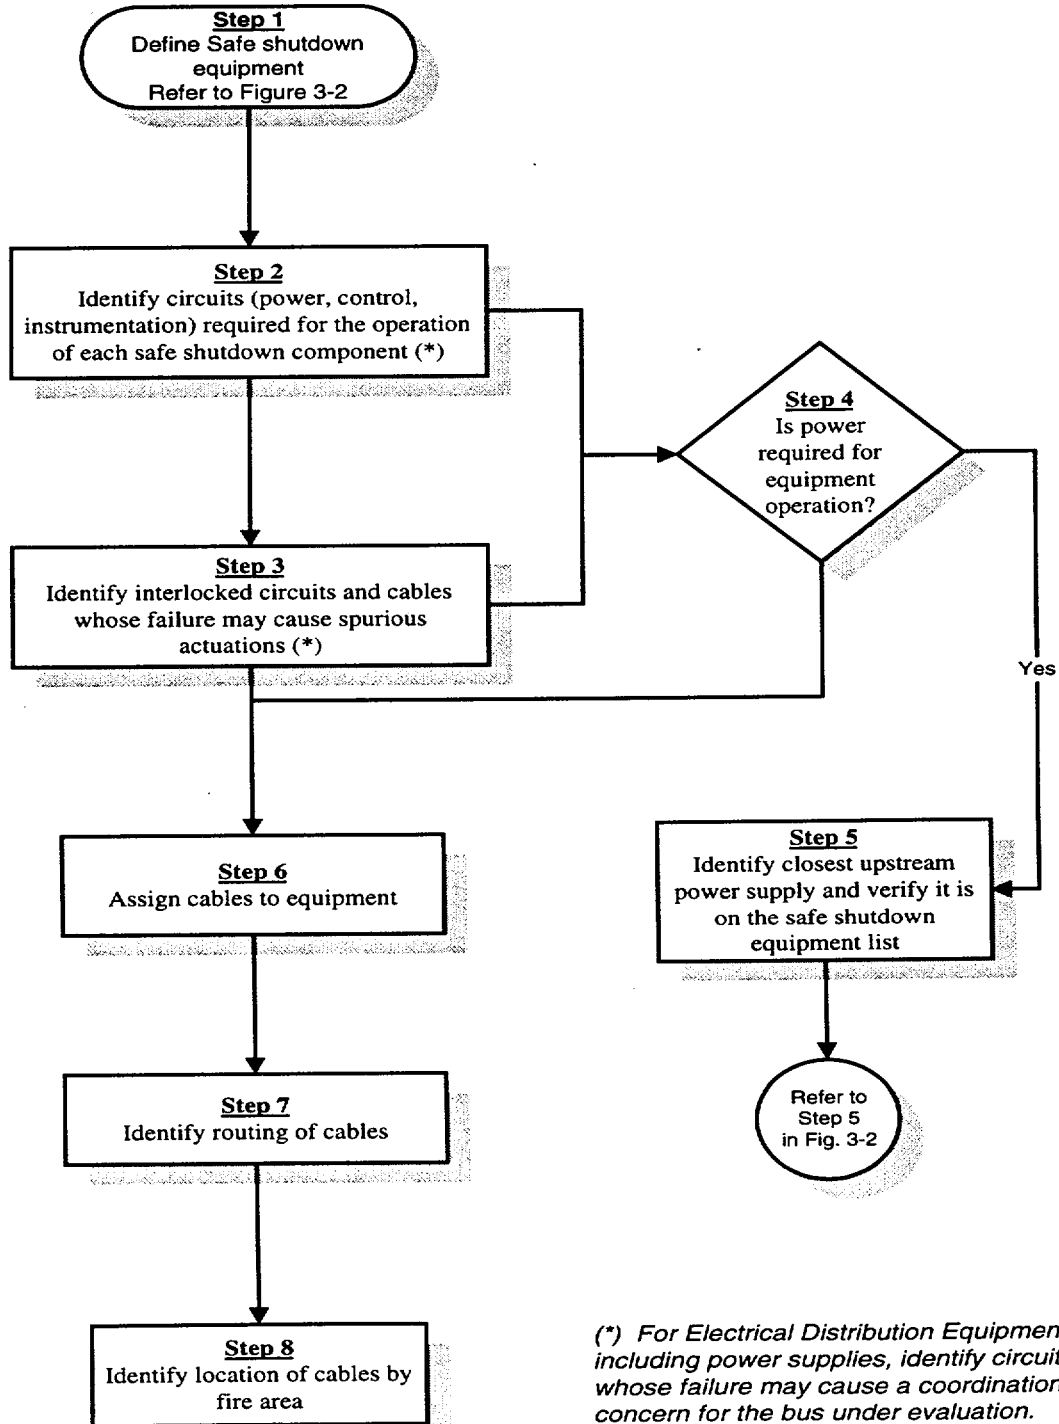 Step 1
Define Safe shutdown
equipment
Refer to Figure 3-2
Step 2
Identify circuits (power, control,
instrumentation) required for the operation
of each safe shutdown component (*)
Step 3
Identify interlocked circuits and cables
whose failure may cause spurious
actuations (*)
Step 4
Is power
required for
equipment
operation?
Yes
Step 5
Identify closest upstream
power supply and verify it is
on the safe shutdown
equipment list
Refer to
Step 5
in Fig. 3-2
Step 6
Assign cables to equipment
Step 7
Identify routing of cables
Step 8
Identify location of cables by
fire area
(*) For Electrical Distribution Equipmen
including power supplies, identify circuit
whose failure may cause a coordination
concern for the bus under evaluation.